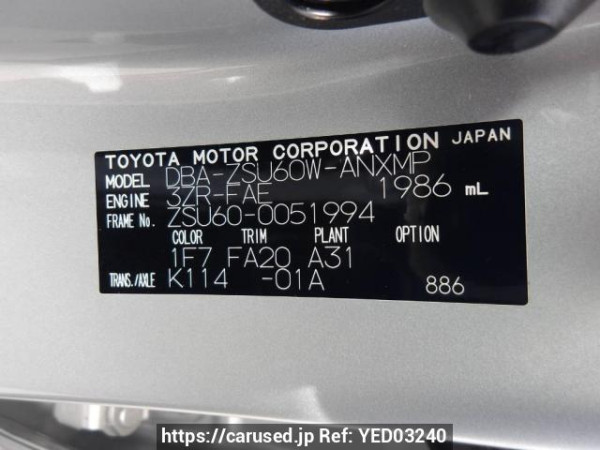 TOYOTA MOTOR CORPORATION JAPAN
MODEL DBA-ZSU60W-ANXMP
ENGINE 3ZR-FAE 1986 mL
FRAME No. ZSU60-0051994
COLOR TRIM PLANT OPTION
1F7 FA20 A31
TRANS./AXLE K114 -01A 886
https://carused.jp Ref: YED03240